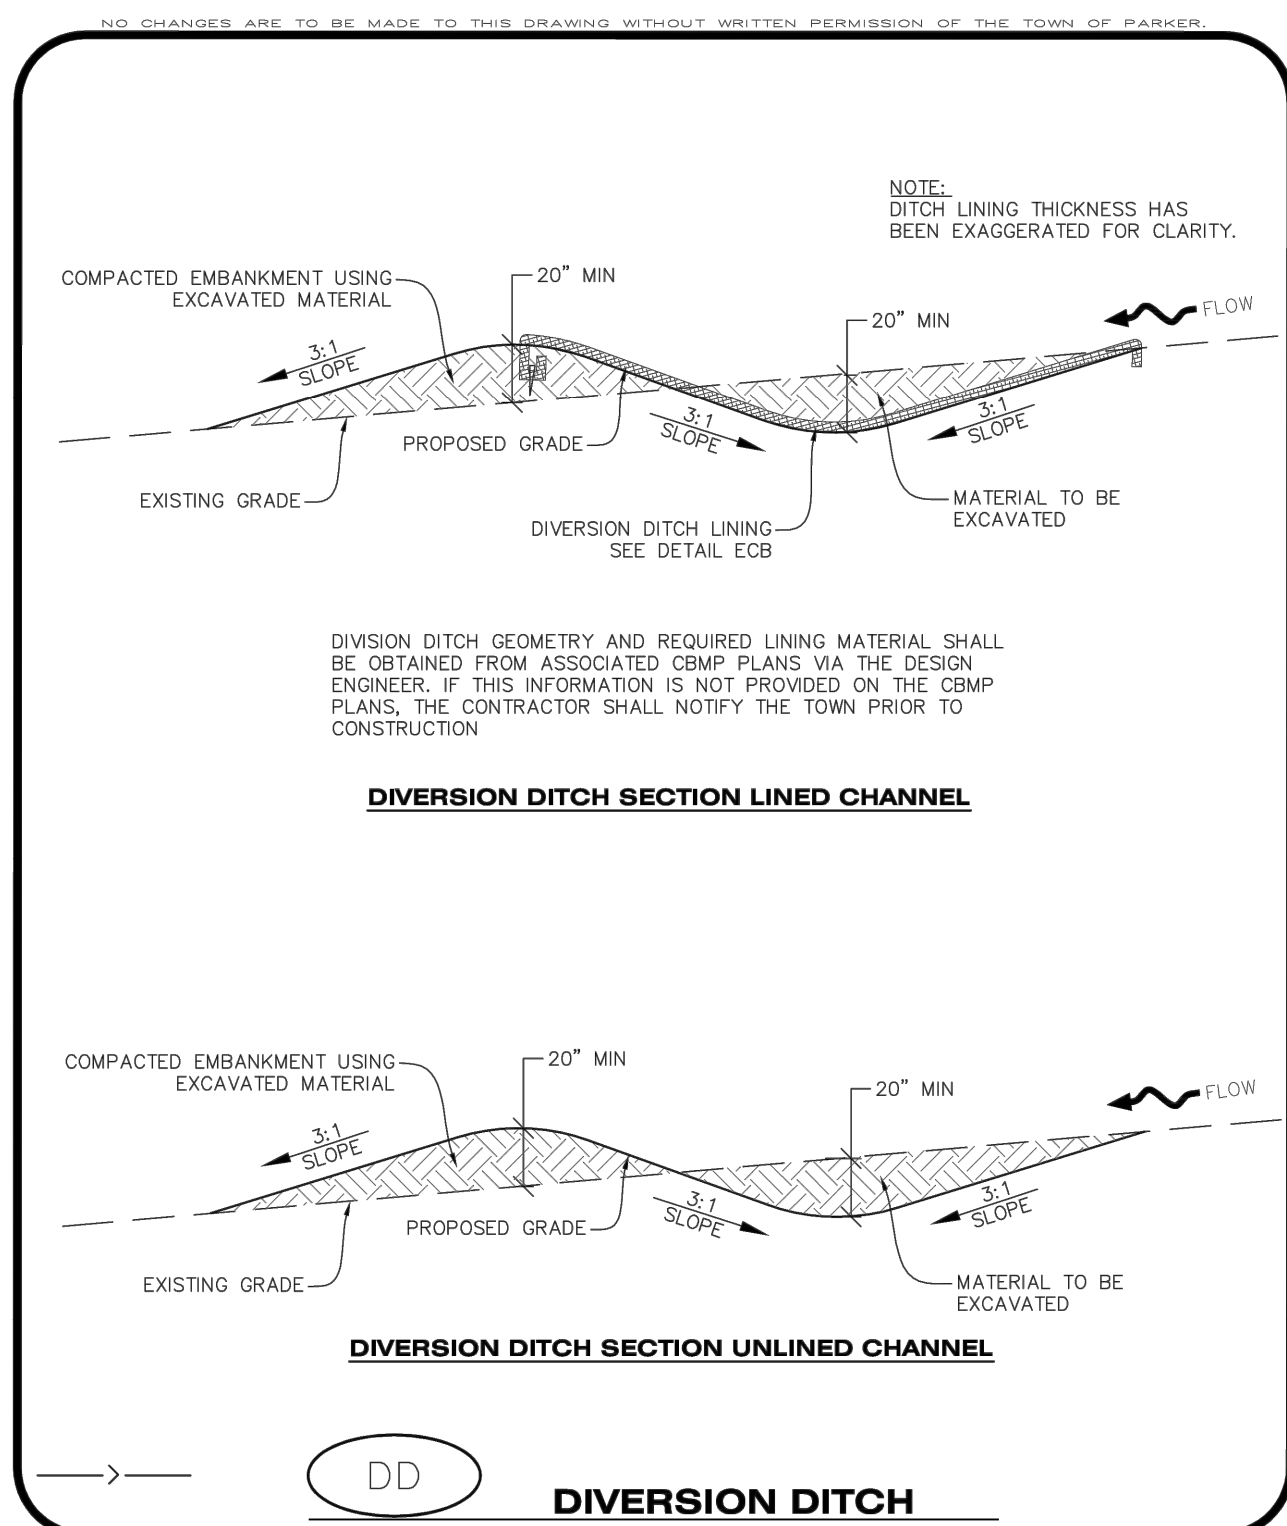 NO CHANGES ARE TO BE MADE TO THIS DRAWING WITHOUT WRITTEN PERMISSION OF THE TOWN OF PARKER.
NOTE:
DITCH LINING THICKNESS HAS
BEEN EXAGGERATED FOR CLARITY.
COMPACTED EMBANKMENT USING
EXCAVATED MATERIAL
20" MIN
20" MIN
FLOW
3:1
SLOPE
3:1
SLOPE
3:1
SLOPE
PROPOSED GRADE
EXISTING GRADE
MATERIAL TO BE
EXCAVATED
DIVERSION DITCH LINING
SEE DETAIL ECB
DIVISION DITCH GEOMETRY AND REQUIRED LINING MATERIAL SHALL
BE OBTAINED FROM ASSOCIATED CBMP PLANS VIA THE DESIGN
ENGINEER. IF THIS INFORMATION IS NOT PROVIDED ON THE CBMP
PLANS, THE CONTRACTOR SHALL NOTIFY THE TOWN PRIOR TO
CONSTRUCTION
DIVERSION DITCH SECTION LINED CHANNEL
COMPACTED EMBANKMENT USING
EXCAVATED MATERIAL
20" MIN
20" MIN
FLOW
3:1
SLOPE
3:1
SLOPE
3:1
SLOPE
PROPOSED GRADE
EXISTING GRADE
MATERIAL TO BE
EXCAVATED
DIVERSION DITCH SECTION UNLINED CHANNEL
DD
DIVERSION DITCH